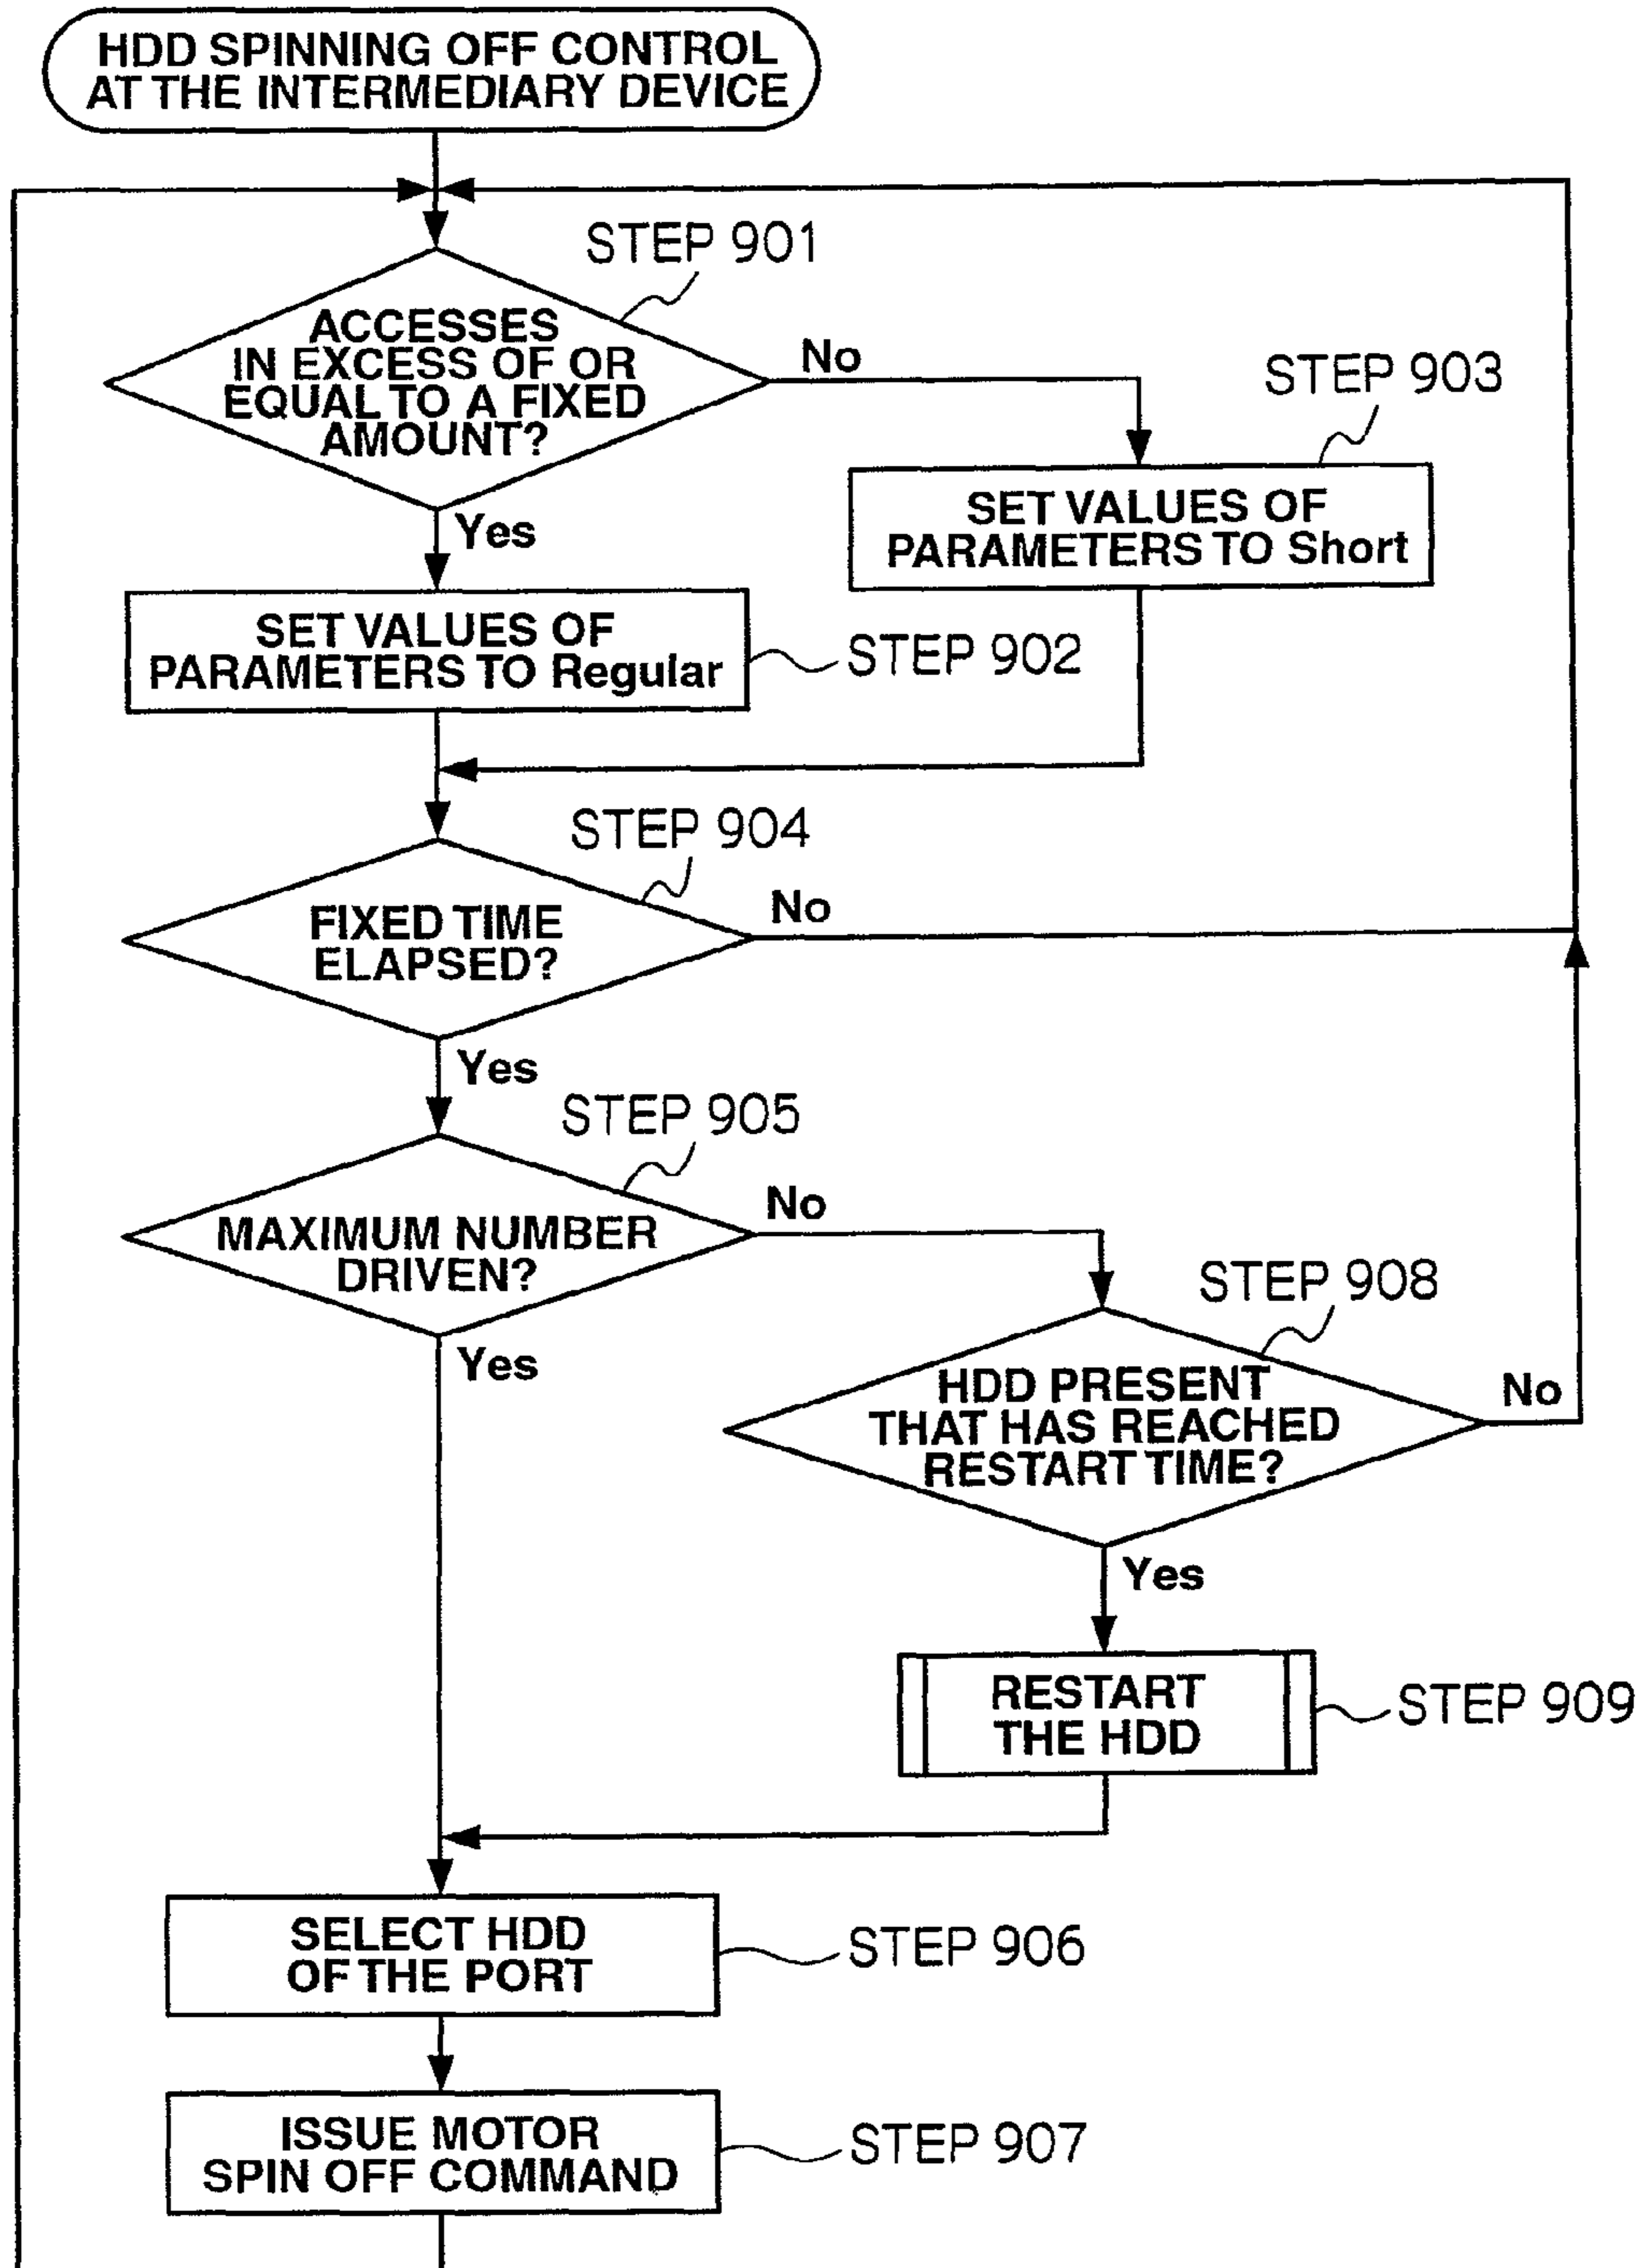 HDD SPINNING OFF CONTROL
AT THE INTERMEDIARY DEVICE
STEP 901
ACCESSES
IN EXCESS OF OR
EQUAL TO A FIXED
AMOUNT?
No
STEP 903
SET VALUES OF
PARAMETERS TO Short
Yes
SET VALUES OF
PARAMETERS TO Regular
STEP 902
STEP 904
FIXED TIME
ELAPSED?
No
Yes
STEP 905
MAXIMUM NUMBER
DRIVEN?
No
STEP 908
HDD PRESENT
THAT HAS REACHED
RESTART TIME?
No
Yes
Yes
RESTART
THE HDD
STEP 909
SELECT HDD
OF THE PORT
STEP 906
ISSUE MOTOR
SPIN OFF COMMAND
STEP 907